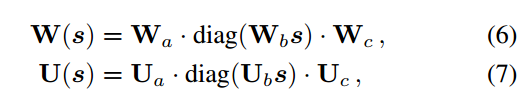 W(s) = W_a · diag(W_b s) · W_c ,    (6)
U(s) = U_a · diag(U_b s) · U_c ,    (7)